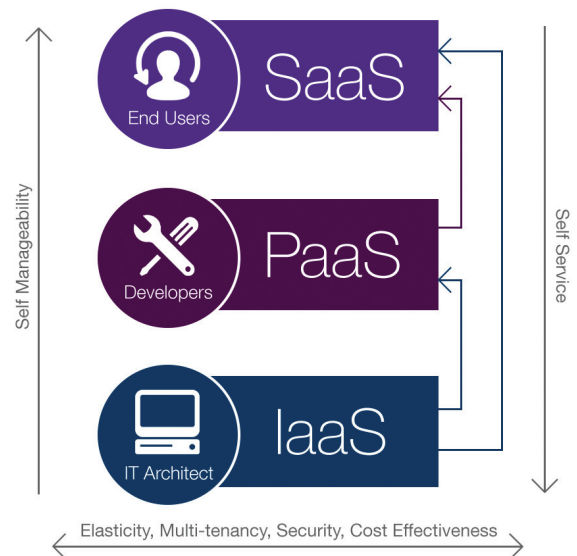 SaaS
End Users
Self Manageability
Self Service
PaaS
Developers
IaaS
IT Architect
Elasticity, Multi-tenancy, Security, Cost Effectiveness